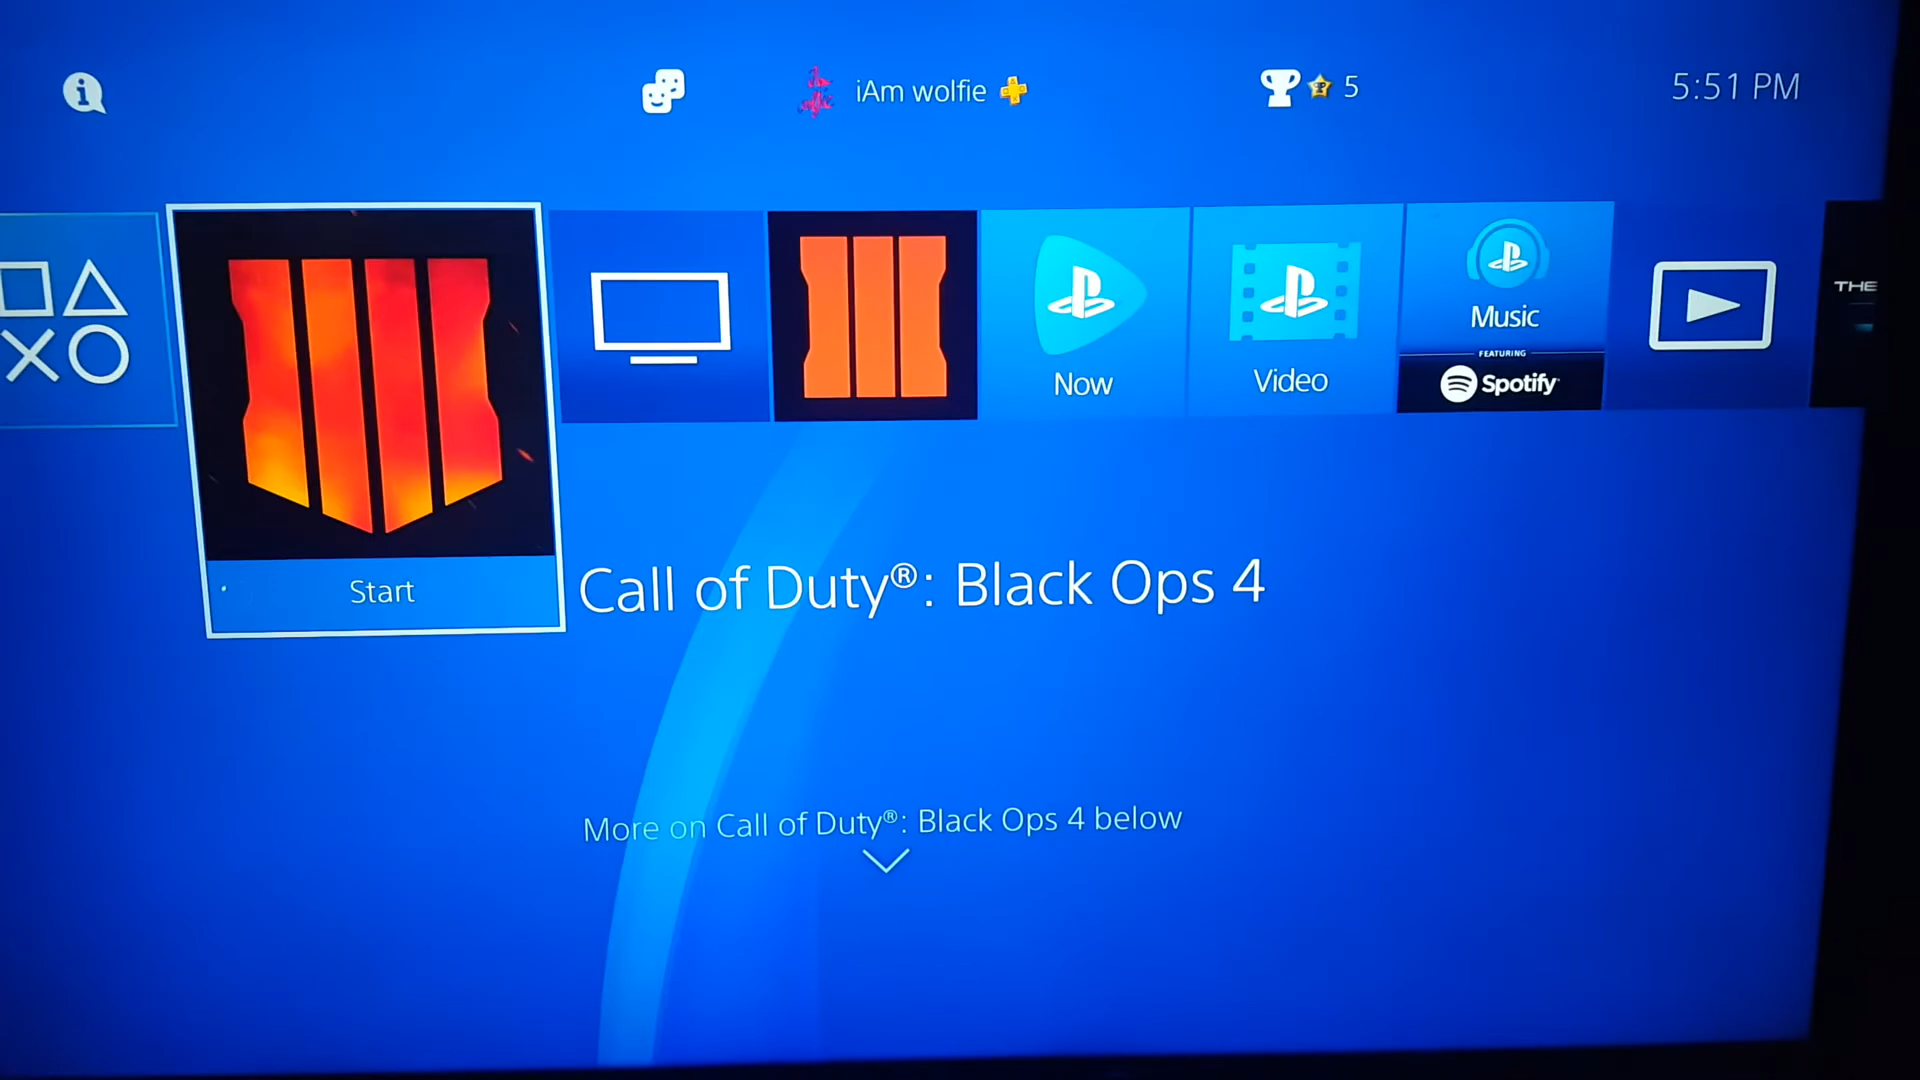 iAm wolfie
5
5:51 PM
Now
Video
Music
FEATURING
Spotify
THE
Start
Call of Duty®: Black Ops 4
More on Call of Duty®: Black Ops 4 below